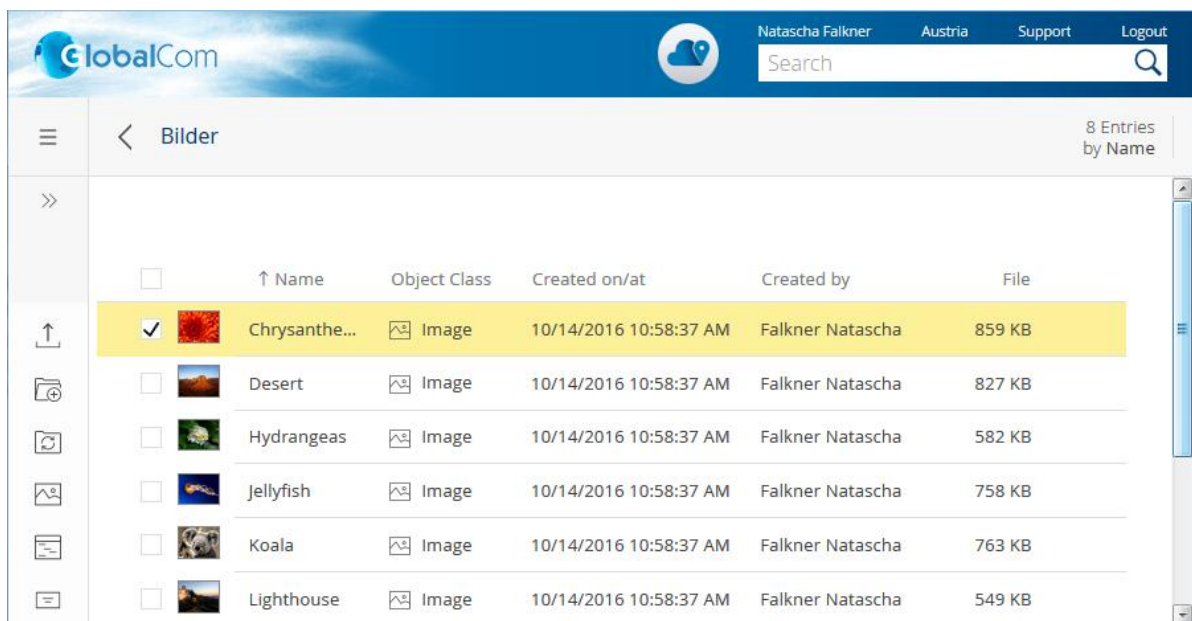 Natascha Falkner Austria Support Logout
GlobalCom
Search
Bilder
8 Entries
by Name
↑ Name Object Class Created on/at Created by File
Chrysanthe... Image 10/14/2016 10:58:37 AM Falkner Natascha 859 KB
Desert Image 10/14/2016 10:58:37 AM Falkner Natascha 827 KB
Hydrangeas Image 10/14/2016 10:58:37 AM Falkner Natascha 582 KB
Jellyfish Image 10/14/2016 10:58:37 AM Falkner Natascha 758 KB
Koala Image 10/14/2016 10:58:37 AM Falkner Natascha 763 KB
Lighthouse Image 10/14/2016 10:58:37 AM Falkner Natascha 549 KB